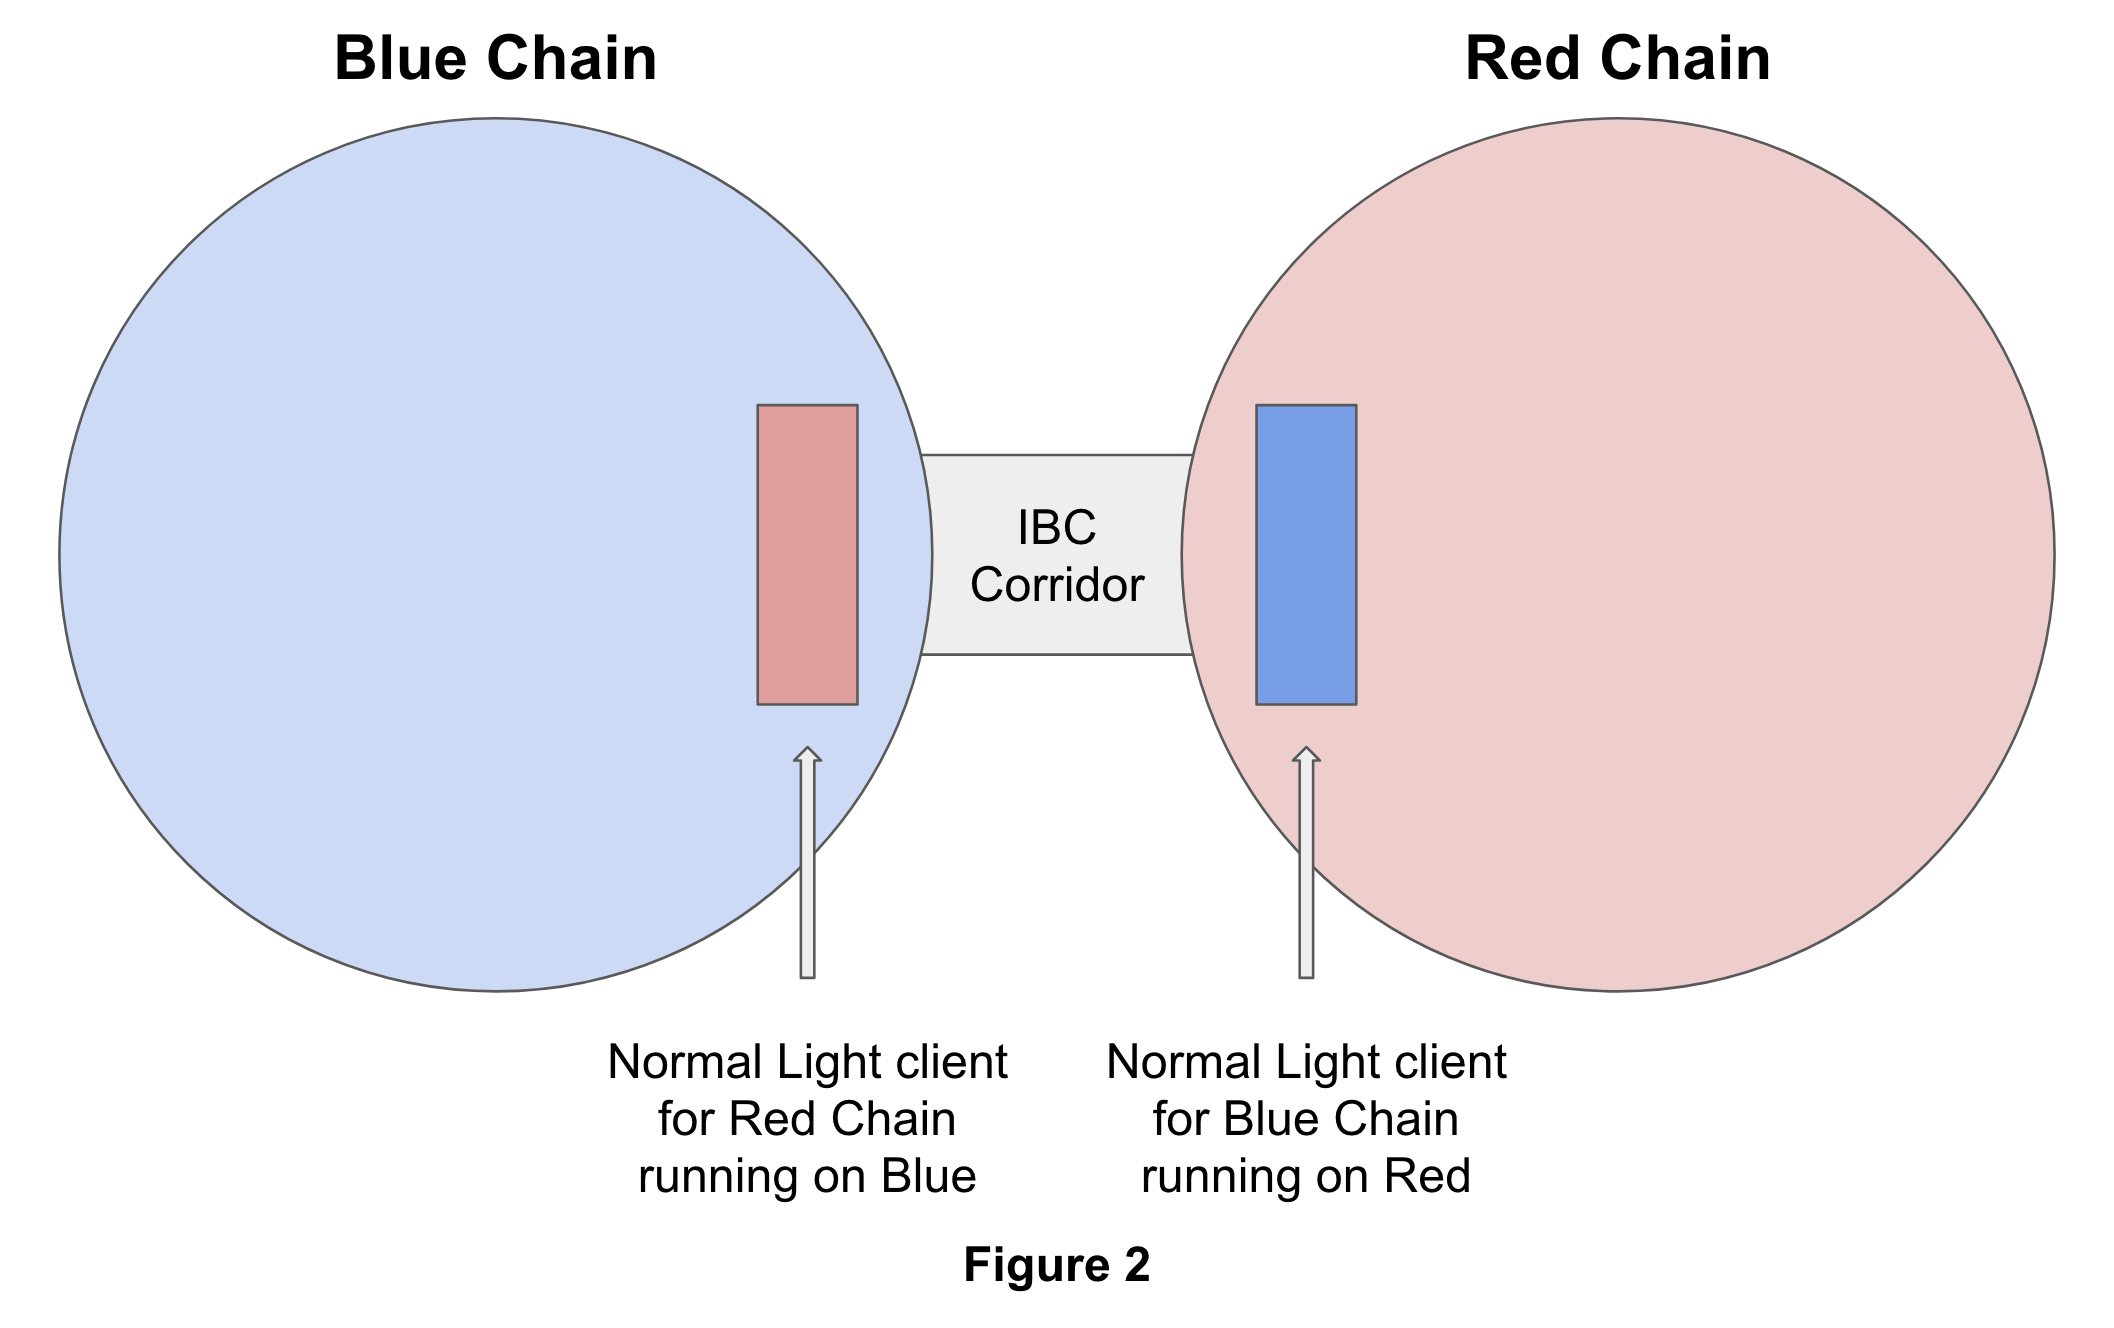 Blue Chain
Red Chain
IBC
Corridor
Normal Light client
for Red Chain
running on Blue
Normal Light client
for Blue Chain
running on Red
Figure 2